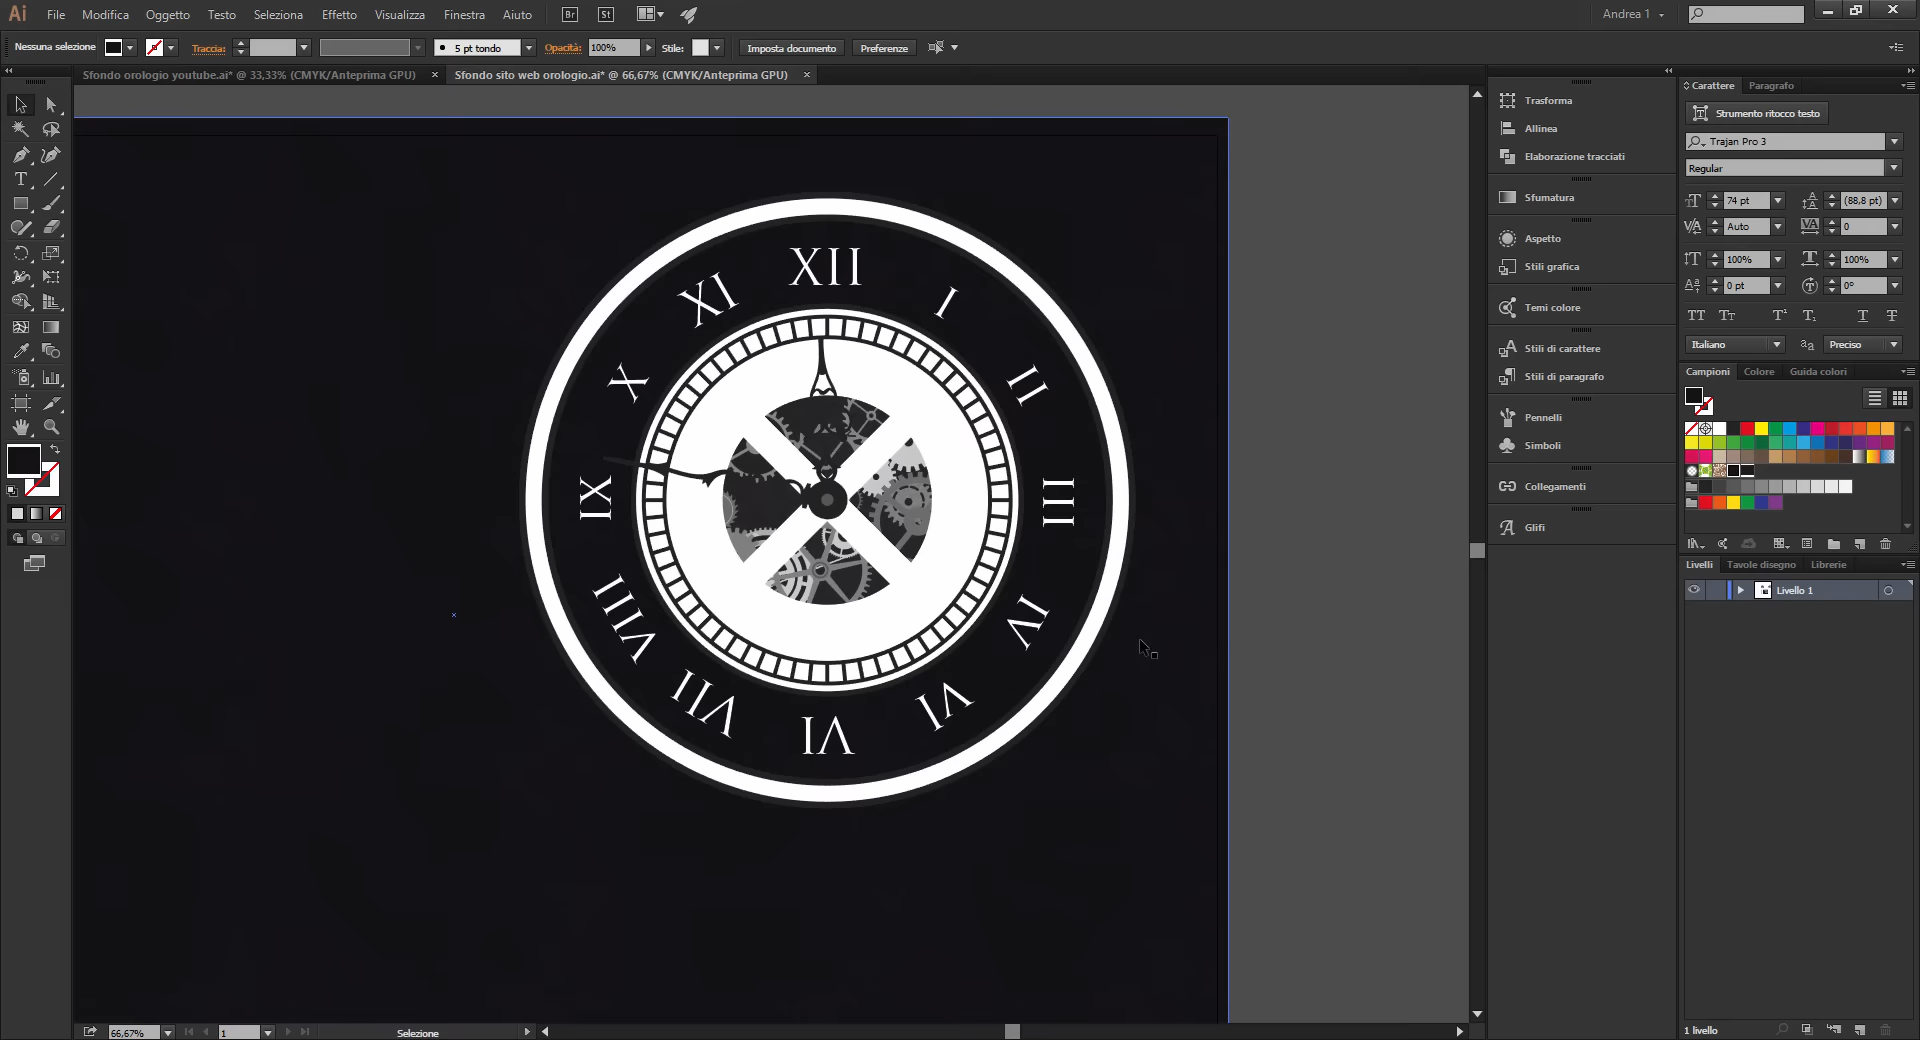 Ai File Modifica Oggetto Testo Seleziona Effetto Visualizza Finestra Aiuto Br St Andrea 1
Nessuna selezione Traccia: 5 pt tondo Opacità: 100% Stile: Imposta documento Preferenze
Sfondo orologio youtube.ai* @ 33,33% (CMYK/Anteprima GPU) × Sfondo sito web orologio.ai* @ 66,67% (CMYK/Anteprima GPU) ×
XII
I
II
III
IV
VI
VI
VII
VIII
IX
X
XI
Trasforma
Allinea
Elaborazione tracciati
Sfumatura
Aspetto
Stili grafica
Temi colore
Stili di carattere
Stili di paragrafo
Pennelli
Simboli
Collegamenti
Glifi
Carattere Paragrafo
Strumento ritocco testo
Trajan Pro 3
Regular
74 pt (88,8 pt)
Auto 0
100% 100%
0 pt 0°
Italiano Preciso
Campioni Colore Guida colori
Livelli Tavole disegno Librerie
Livello 1
1 livello
66,67% 1 Selezione